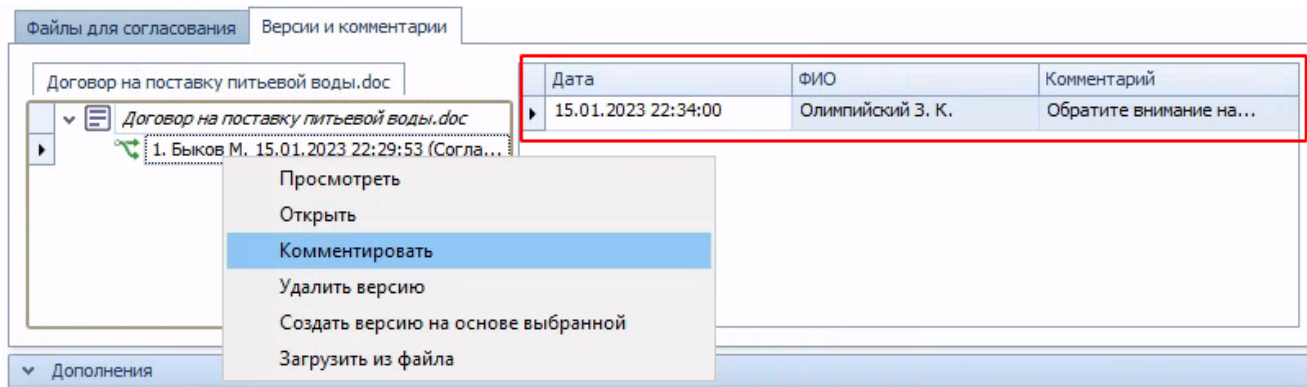 Файлы для согласования Версии и комментарии
Договор на поставку питьевой воды.doc
Дата ФИО Комментарий
15.01.2023 22:34:00 Олимпийский З. К. Обратите внимание на...
Договор на поставку питьевой воды.doc
1. Быков М. 15.01.2023 22:29:53 (Согла...
Просмотреть
Открыть
Комментировать
Удалить версию
Создать версию на основе выбранной
Загрузить из файла
Дополнения